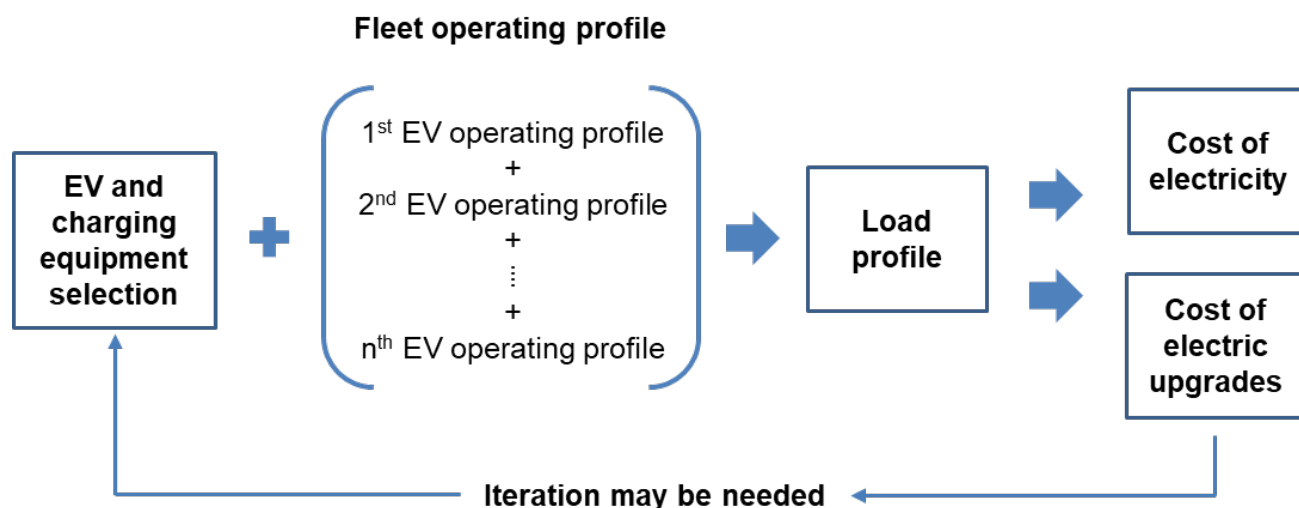 Fleet operating profile
EV and
charging
equipment
selection
+
1st EV operating profile
+
2nd EV operating profile
+
⋮
+
nth EV operating profile
Load
profile
Cost of
electricity
Cost of
electric
upgrades
Iteration may be needed